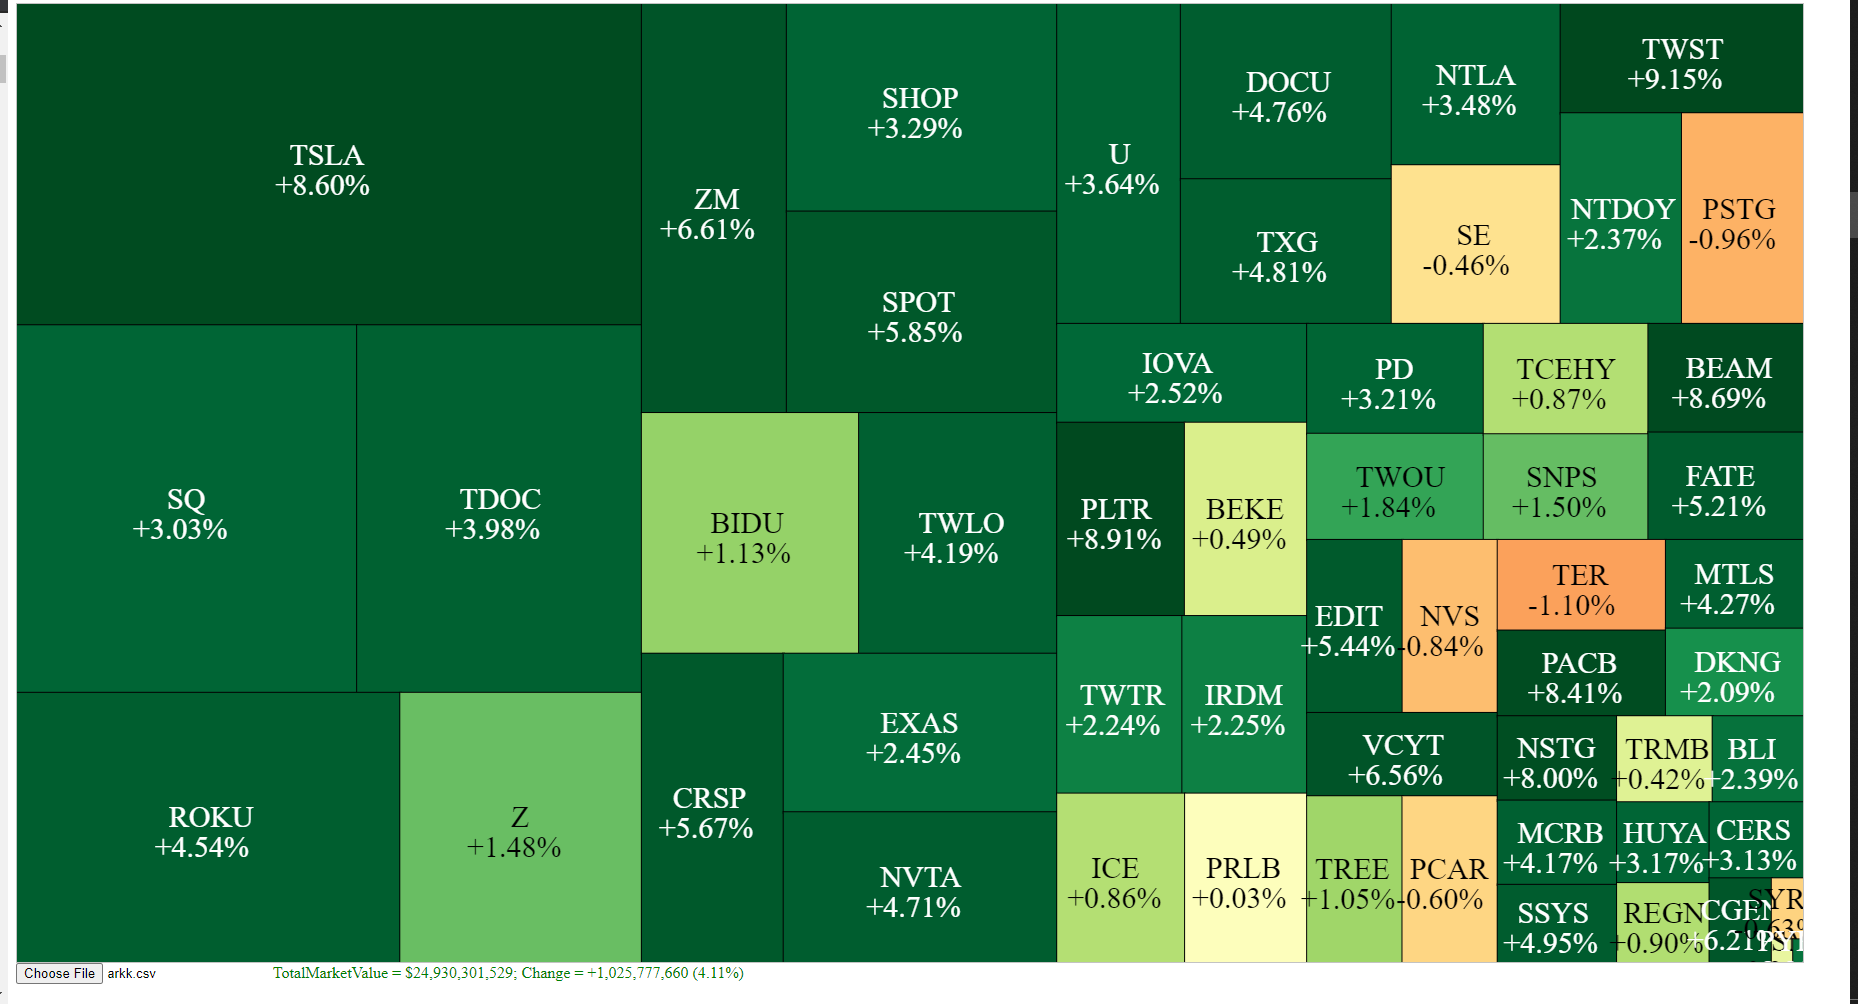 TSLA
+8.60%
SQ
+3.03%
TDOC
+3.98%
ROKU
+4.54%
Z
+1.48%
ZM
+6.61%
SHOP
+3.29%
SPOT
+5.85%
BIDU
+1.13%
TWLO
+4.19%
CRSP
+5.67%
EXAS
+2.45%
NVTA
+4.71%
U
+3.64%
DOCU
+4.76%
TXG
+4.81%
NTLA
+3.48%
SE
-0.46%
TWST
+9.15%
NTDOY
+2.37%
PSTG
-0.96%
IOVA
+2.52%
PLTR
+8.91%
BEKE
+0.49%
TWTR
+2.24%
IRDM
+2.25%
ICE
+0.86%
PRLB
+0.03%
PD
+3.21%
TCEHY
+0.87%
BEAM
+8.69%
TWOU
+1.84%
SNPS
+1.50%
FATE
+5.21%
EDIT
+5.44%
NVS
-0.84%
TER
-1.10%
MTLS
+4.27%
PACB
+8.41%
DKNG
+2.09%
VCYT
+6.56%
NSTG
+8.00%
TRMB
+0.42%
BLI
+2.39%
TREE
+1.05%
PCAR
-0.60%
MCRB
+4.17%
HUYA
+3.17%
CERS
+3.13%
SSYS
+4.95%
REGN
+0.90%
CGEN
Choose File arkk.csv
TotalMarketValue = $24,930,301,529; Change = +1,025,777,660 (4.11%)